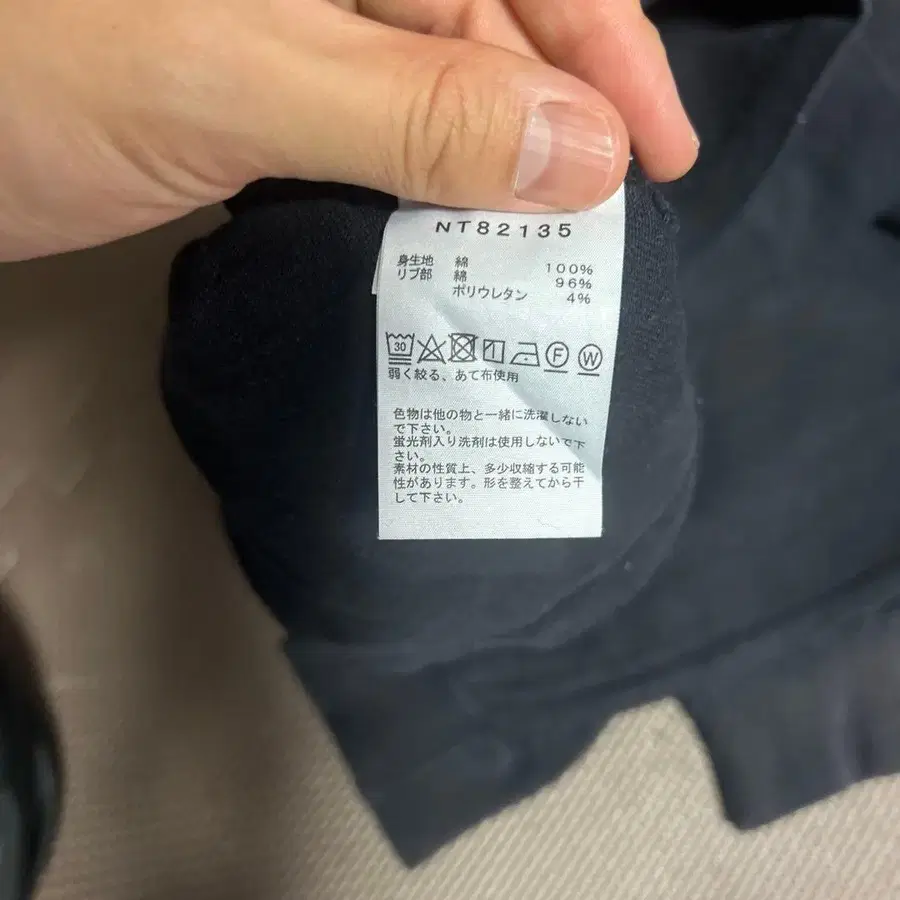 NT82135
身生地 綿 100%
リブ部 綿 96%
ポリウレタン 4%
30 F W
弱く絞る、あて布使用
色物は他の物と一緒に洗濯しない
で下さい。
蛍光剤入り洗剤は使用しないで下
さい。
素材の性質上、多少収縮する可能
性があります。形を整えてから干
して下さい。